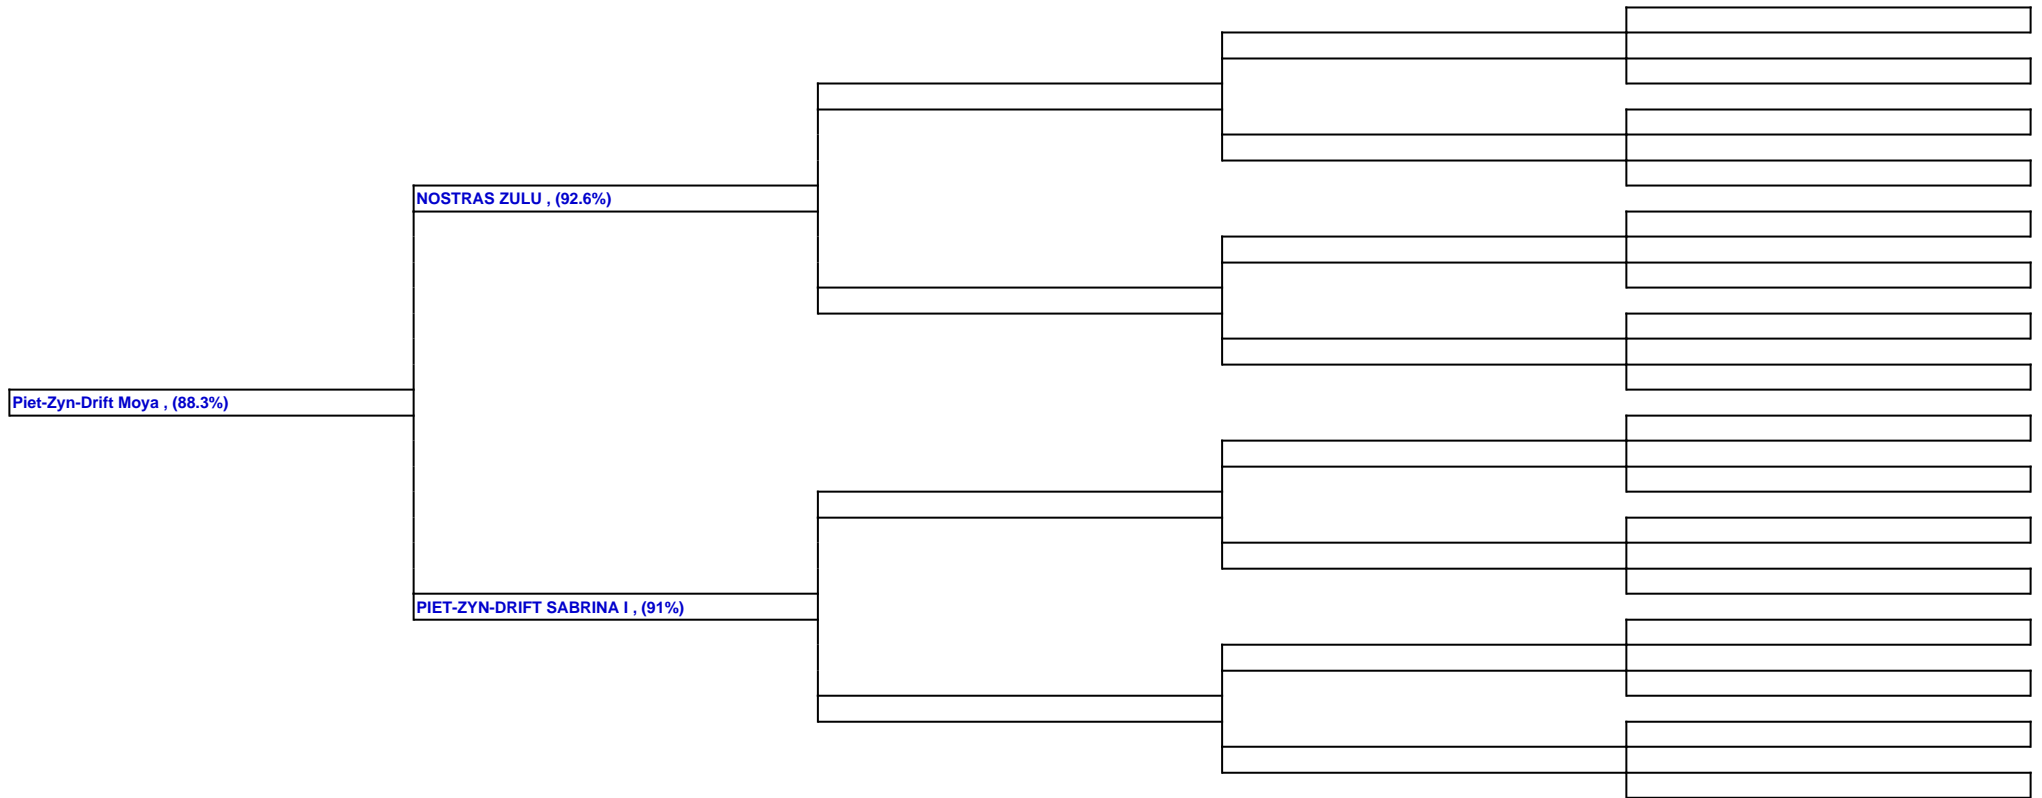 NOSTRAS ZULU , (92.6%)
Piet-Zyn-Drift Moya , (88.3%)
PIET-ZYN-DRIFT SABRINA I , (91%)